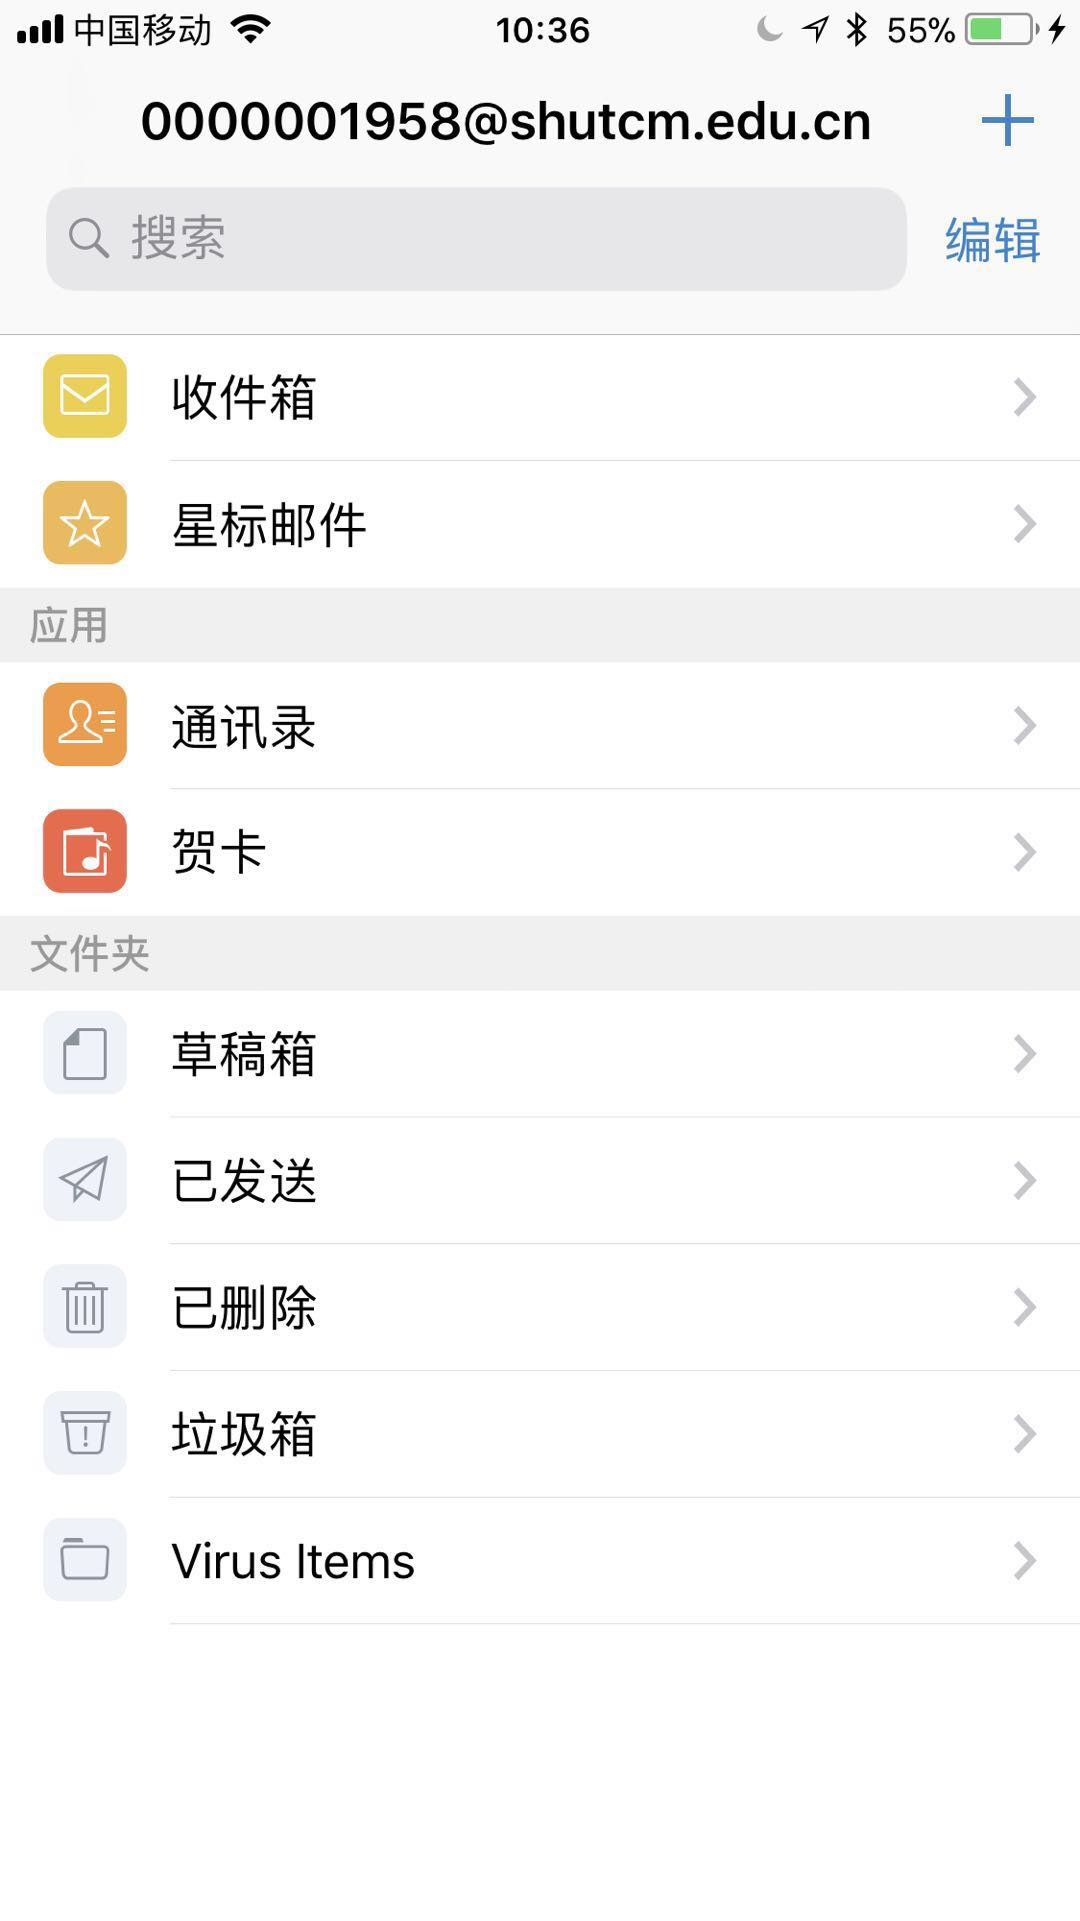 中国移动 10:36 55%
0000001958@shutcm.edu.cn
搜索 编辑
收件箱
星标邮件
应用
通讯录
贺卡
文件夹
草稿箱
已发送
已删除
垃圾箱
Virus Items